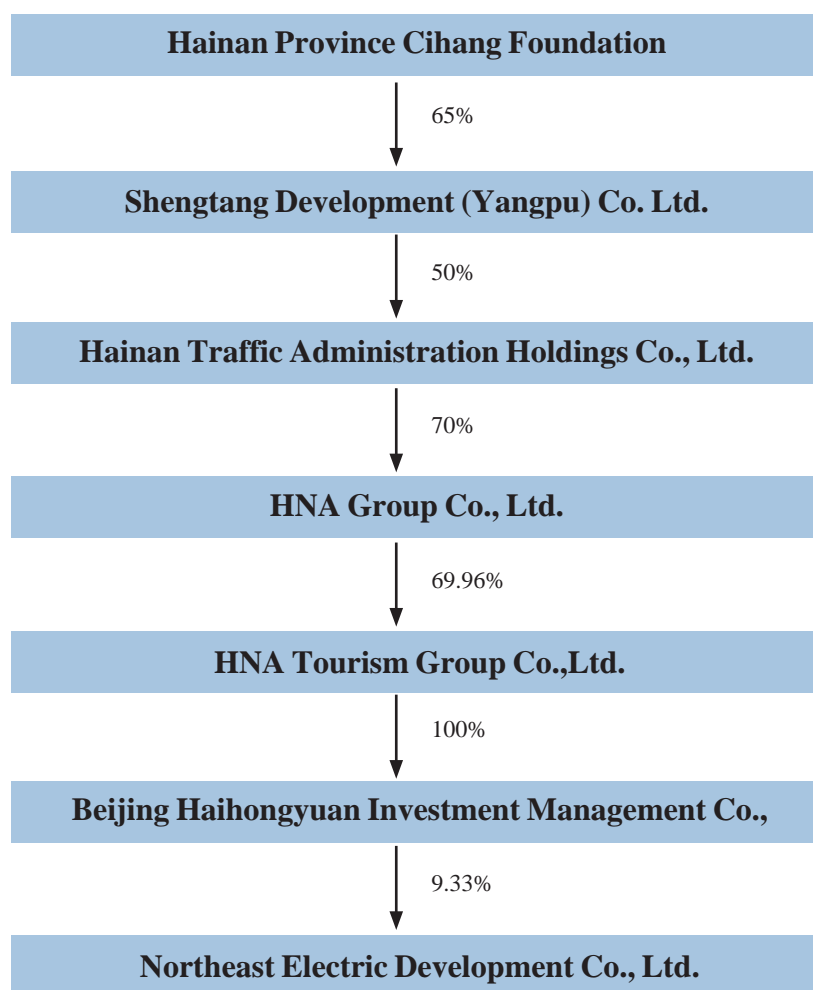 Hainan Province Cihang Foundation
65%
Shengtang Development (Yangpu) Co. Ltd.
50%
Hainan Traffic Administration Holdings Co., Ltd.
70%
HNA Group Co., Ltd.
69.96%
HNA Tourism Group Co.,Ltd.
100%
Beijing Haihongyuan Investment Management Co.,
9.33%
Northeast Electric Development Co., Ltd.